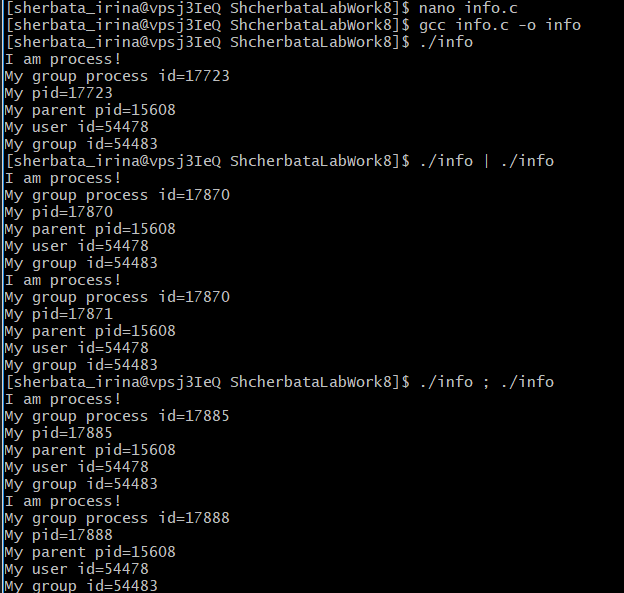 [sherbata_irina@vpsj3IeQ ShcherbataLabWork8]$ nano info.c
[sherbata_irina@vpsj3IeQ ShcherbataLabWork8]$ gcc info.c -o info
[sherbata_irina@vpsj3IeQ ShcherbataLabWork8]$ ./info
I am process!
My group process id=17723
My pid=17723
My parent pid=15608
My user id=54478
My group id=54483
[sherbata_irina@vpsj3IeQ ShcherbataLabWork8]$ ./info | ./info
I am process!
My group process id=17870
My pid=17870
My parent pid=15608
My user id=54478
My group id=54483
I am process!
My group process id=17870
My pid=17871
My parent pid=15608
My user id=54478
My group id=54483
[sherbata_irina@vpsj3IeQ ShcherbataLabWork8]$ ./info ; ./info
I am process!
My group process id=17885
My pid=17885
My parent pid=15608
My user id=54478
My group id=54483
I am process!
My group process id=17888
My pid=17888
My parent pid=15608
My user id=54478
My group id=54483